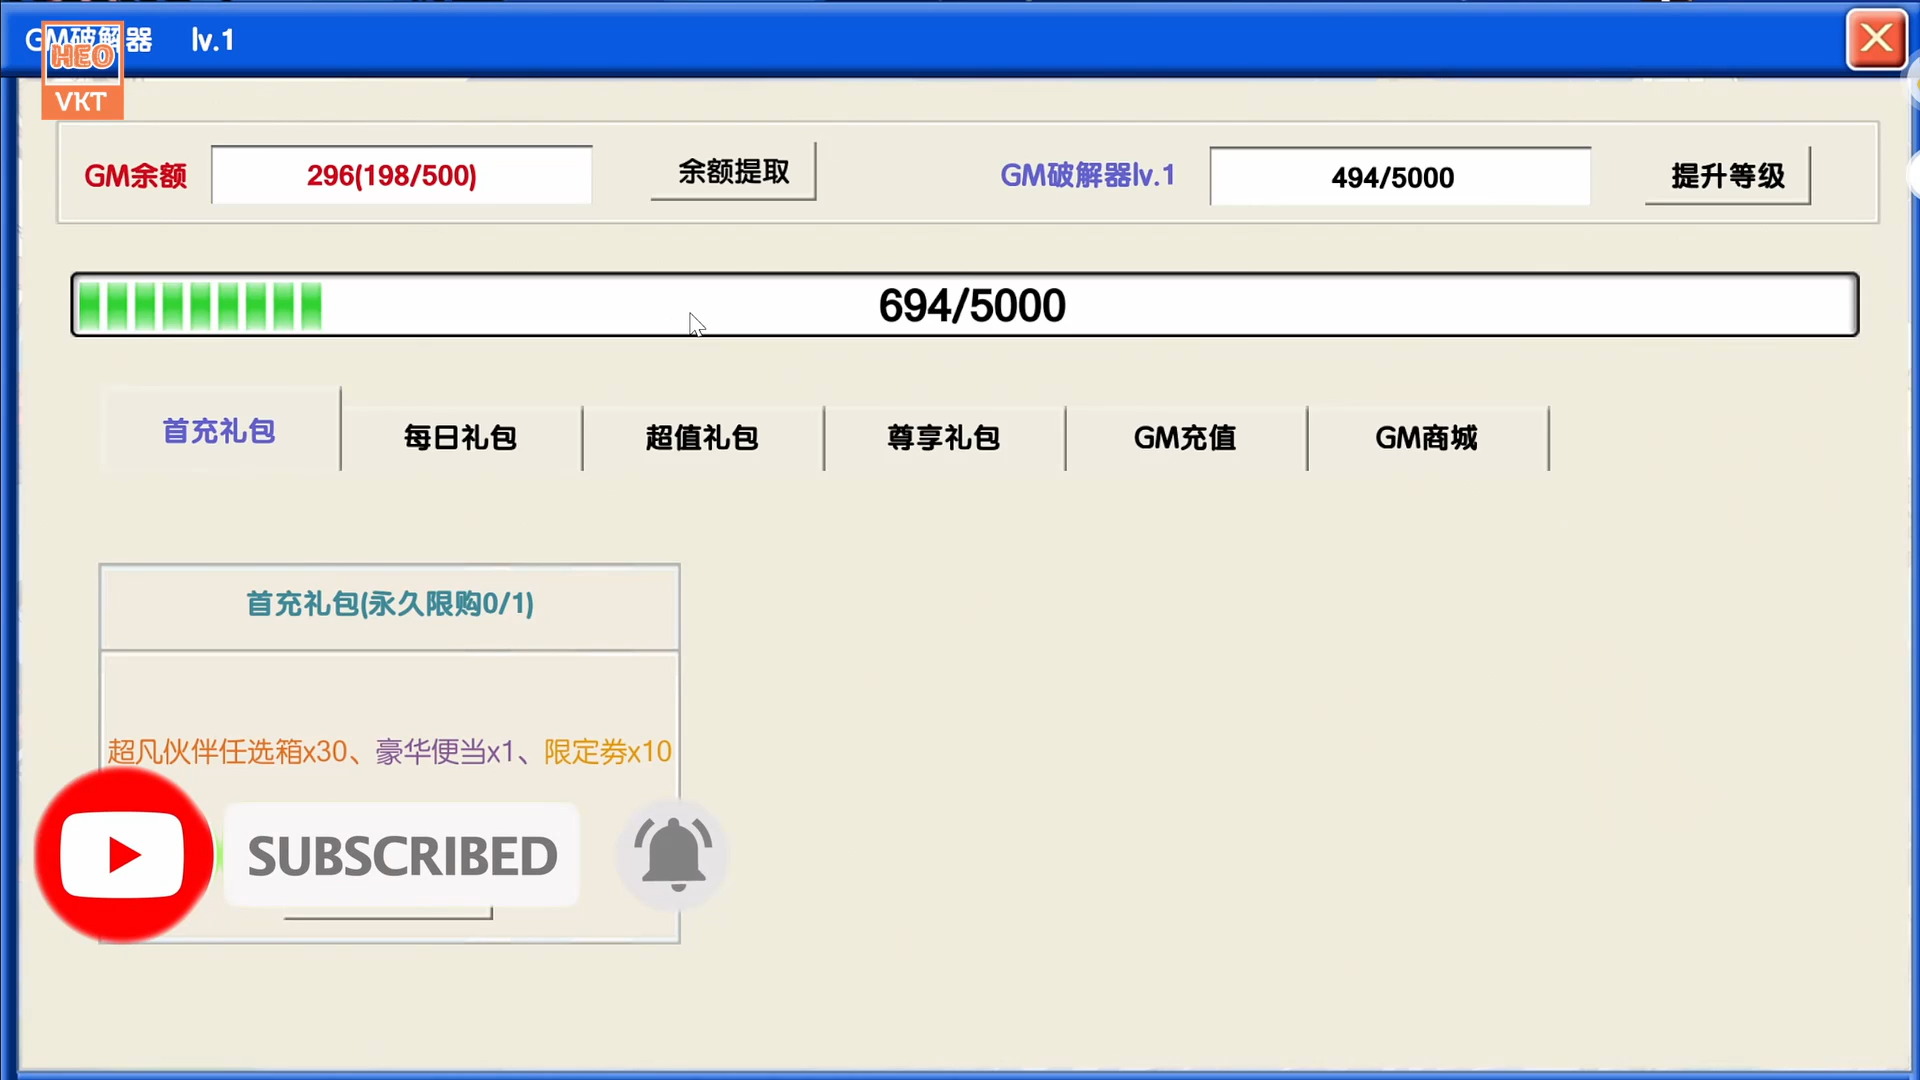 GM破解器 lv.1
HEO
VKT
GM余额 296(198/500) 余额提取 GM破解器lv.1 494/5000 提升等级
694/5000
首充礼包 每日礼包 超值礼包 尊享礼包 GM充值 GM商城
首充礼包(永久限购0/1)
超凡伙伴任选箱x30、豪华便当x1、限定券x10
SUBSCRIBED